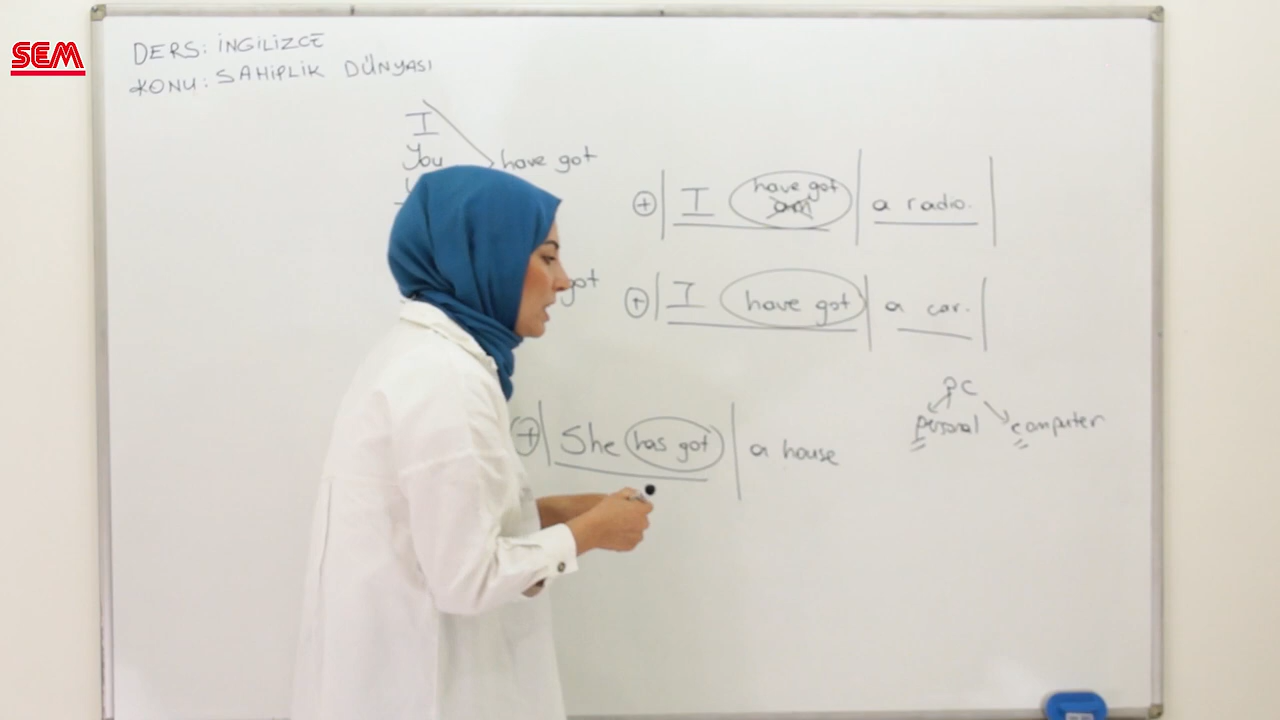 SEM
DERS: İNGİLİZCE
KONU: SAHİPLİK DÜNYASI
I
You
have got
got
+ I have got am a radio.
+ I have got a car.
PC
personal computer
+ She has got a house